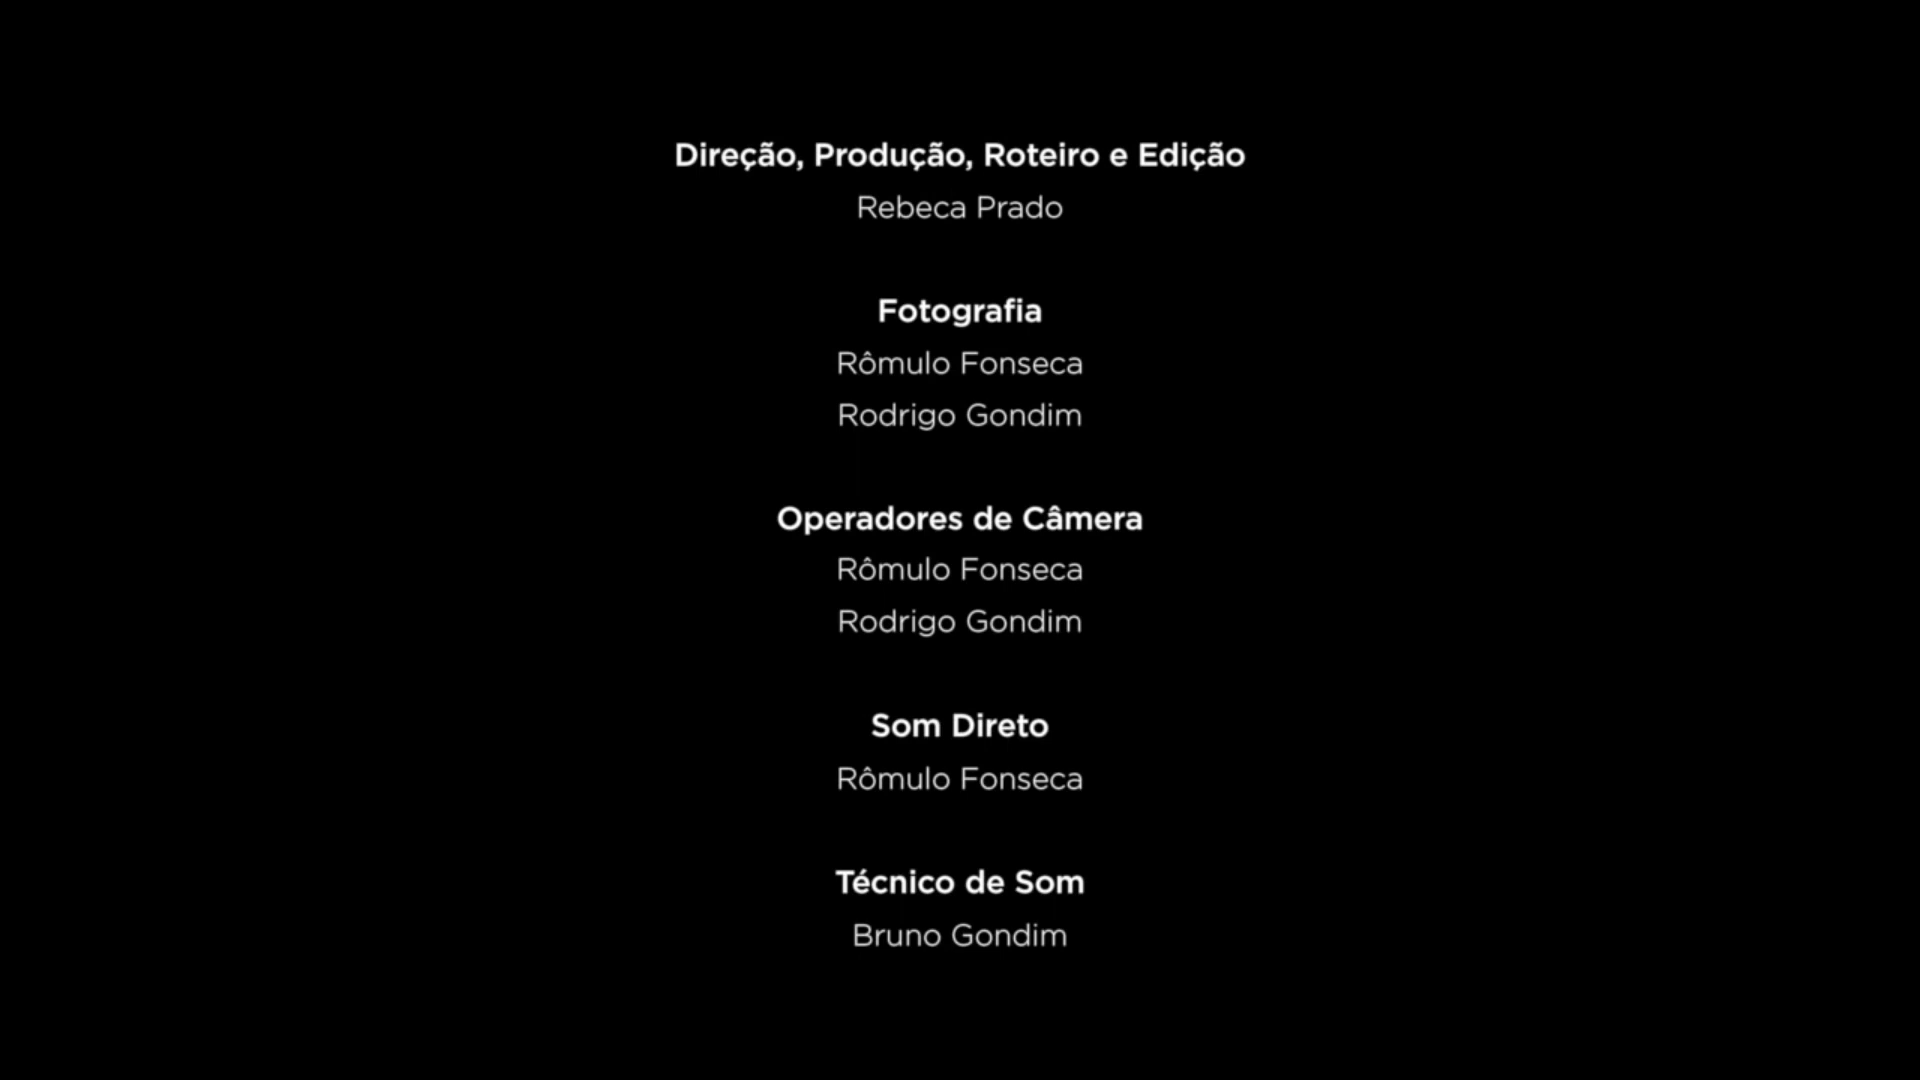 Direção, Produção, Roteiro e Edição
Rebeca Prado
Fotografia
Rômulo Fonseca
Rodrigo Gondim
Operadores de Câmera
Rômulo Fonseca
Rodrigo Gondim
Som Direto
Rômulo Fonseca
Técnico de Som
Bruno Gondim